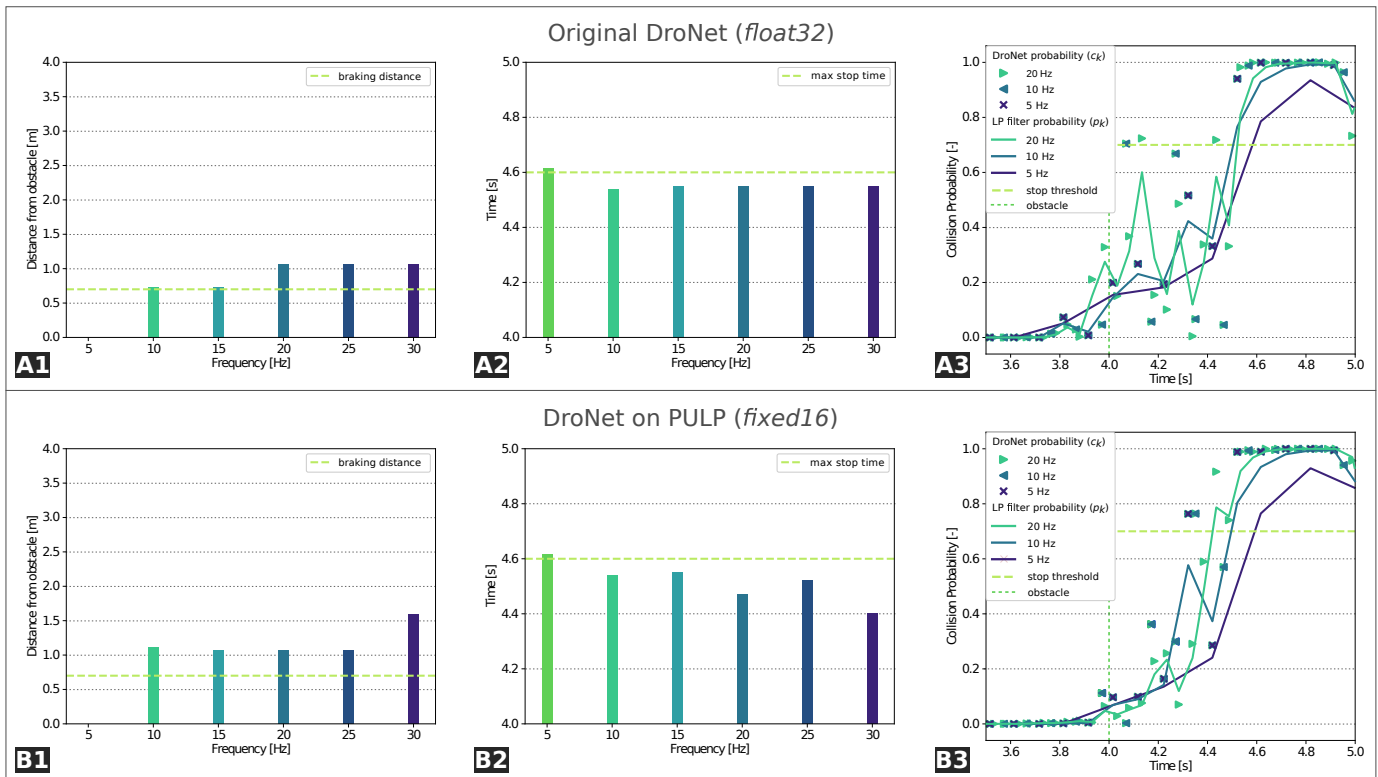 Original DroNet (float32)
braking distance
4.0
3.5
3.0
2.5
2.0
1.5
1.0
0.5
0.0
Distance from obstacle [m]
5 10 15 20 25 30
Frequency [Hz]
A1
max stop time
5.0
4.8
4.6
4.4
4.2
4.0
Time [s]
5 10 15 20 25 30
Frequency [Hz]
A2
DroNet probability (ck)
20 Hz
10 Hz
5 Hz
LP filter probability (pk)
20 Hz
10 Hz
5 Hz
stop threshold
obstacle
1.0
0.8
0.6
0.4
0.2
0.0
Collision Probability [-]
3.6 3.8 4.0 4.2 4.4 4.6 4.8 5.0
Time [s]
A3
DroNet on PULP (fixed16)
braking distance
4.0
3.5
3.0
2.5
2.0
1.5
1.0
0.5
0.0
Distance from obstacle [m]
5 10 15 20 25 30
Frequency [Hz]
B1
max stop time
5.0
4.8
4.6
4.4
4.2
4.0
Time [s]
5 10 15 20 25 30
Frequency [Hz]
B2
DroNet probability (ck)
20 Hz
10 Hz
5 Hz
LP filter probability (pk)
20 Hz
10 Hz
5 Hz
stop threshold
obstacle
1.0
0.8
0.6
0.4
0.2
0.0
Collision Probability [-]
3.6 3.8 4.0 4.2 4.4 4.6 4.8 5.0
Time [s]
B3